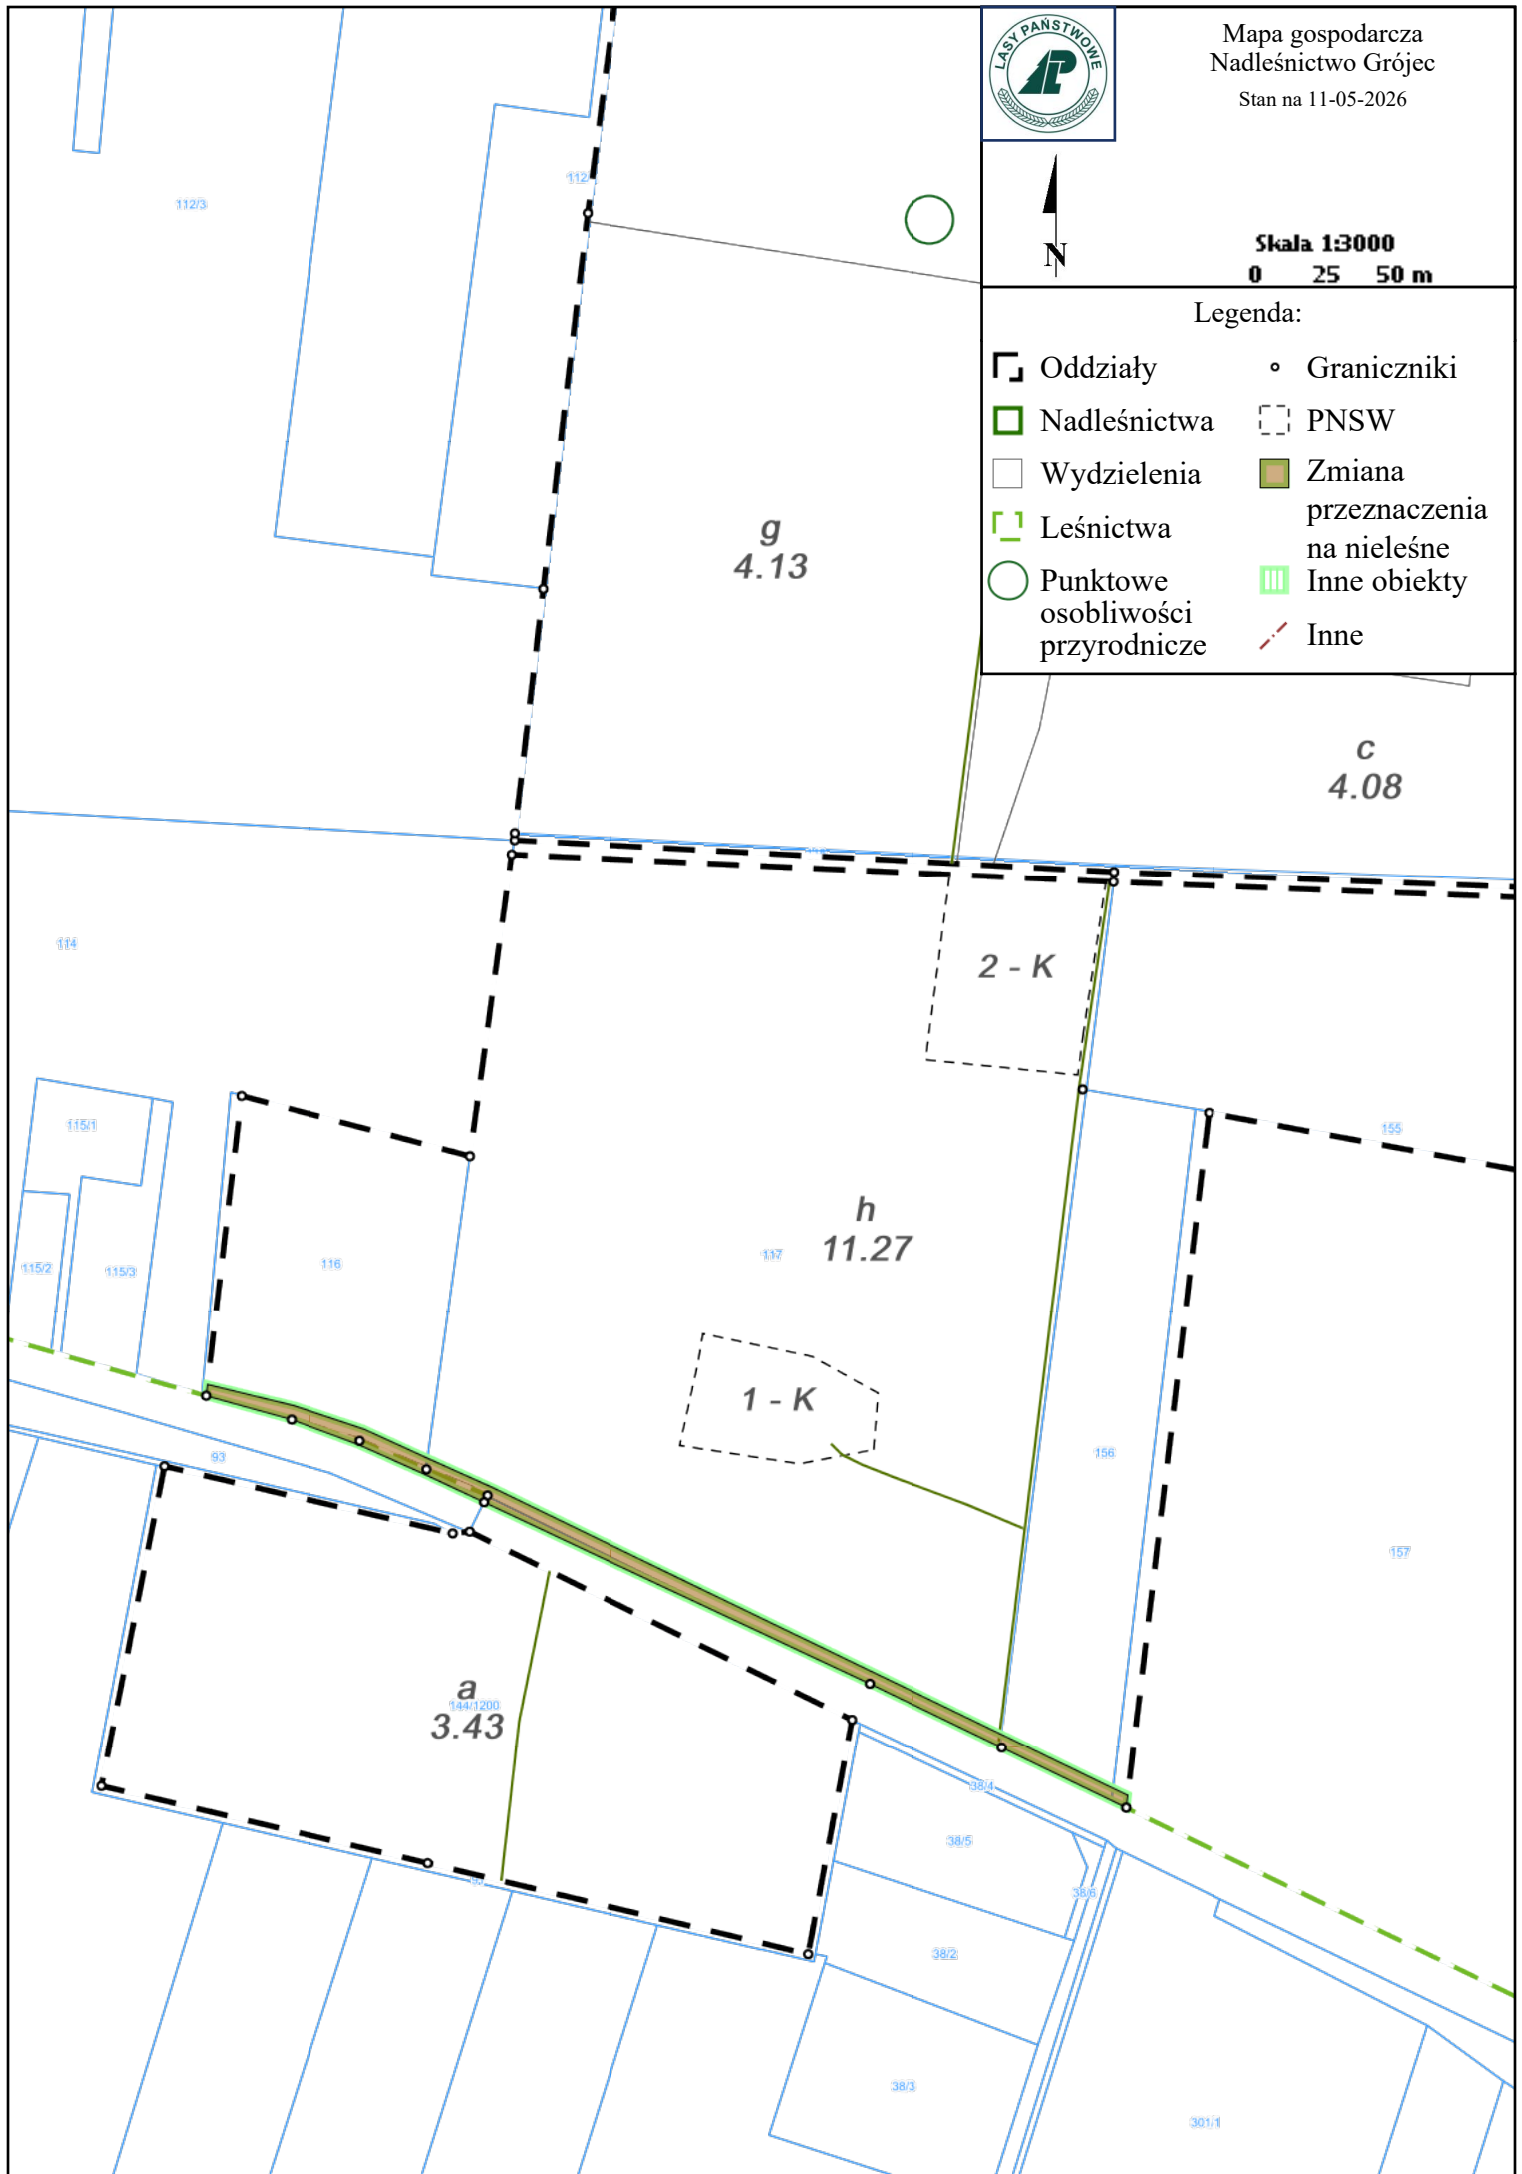 LASY PAŃSTWOWE
Mapa gospodarcza
Nadleśnictwo Grójec
Stan na 11-05-2026
N
Skala 1:3000
0 25 50 m
Legenda:
Oddziały
Nadleśnictwa
Wydzielenia
Leśnictwa
Punktowe
osobliwości
przyrodnicze
Graniczniki
PNSW
Zmiana
przeznaczenia
na nieleśne
Inne obiekty
Inne
112/3
112/
g
4.13
c
4.08
114
2 - K
115/1
155
115/2
115/3
116
117
h
11.27
1 - K
93
156
157
a
144/1200
3.43
38/4
38/5
38/6
38/2
38/3
301/1